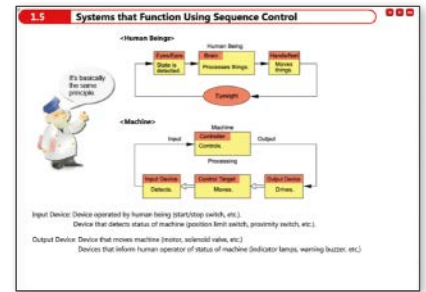 1.5 Systems that Function Using Sequence Control
<Human Beings>
Human Being
Eyes/Ears
State is
detected.
Brain
Processes things.
Hands/feet
Moves
things.
Eyesight
It's basically
the same
principle.
<Machine>
Machine
Input
Controller
Controls.
Output
Processing
Input Device
Detects.
Control Target
Moves.
Output Device
Drives.
Input Device: Device operated by human being (start/stop switch, etc.).
Device that detects status of machine (position limit switch, proximity switch, etc.).
Output Device: Device that moves machine (motor, solenoid valve, etc.)
Devices that inform human operator of status of machine (indicator lamps, warning buzzer, etc.)